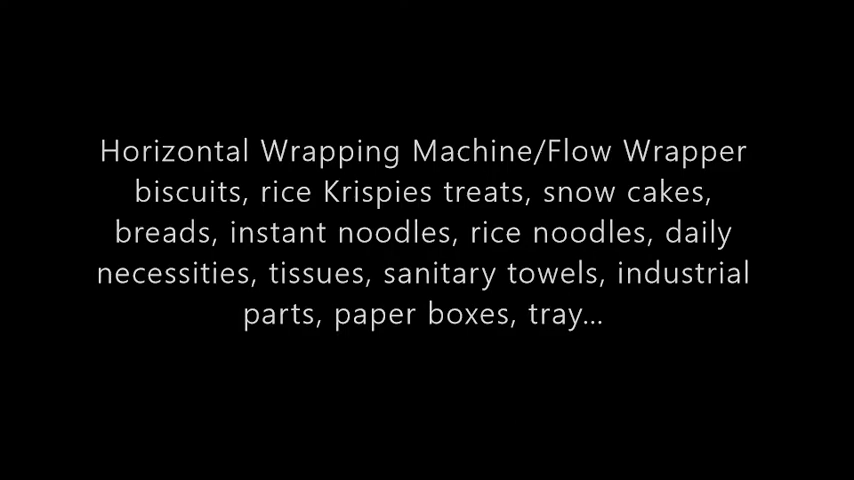 Horizontal Wrapping Machine/Flow Wrapper
biscuits, rice Krispies treats, snow cakes,
breads, instant noodles, rice noodles, daily
necessities, tissues, sanitary towels, industrial
parts, paper boxes, tray...